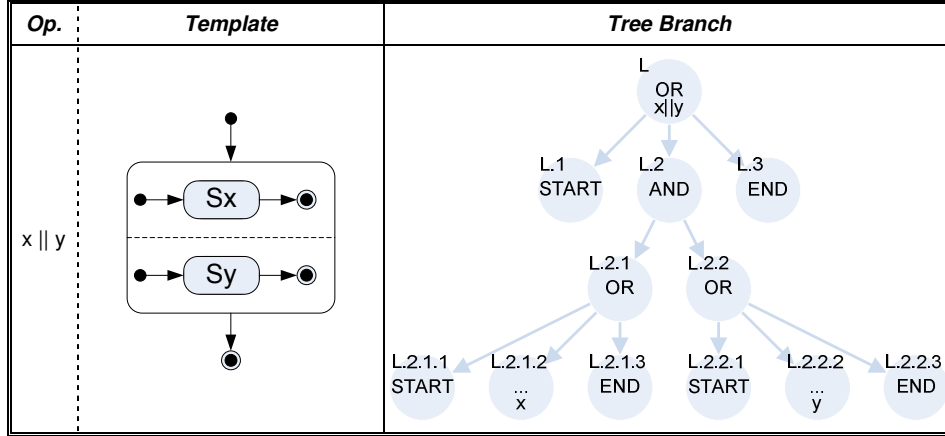 Op. Template Tree Branch
x || y
Sx
Sy
L
OR
x||y
L.1 L.2 L.3
START AND END
L.2.1 L.2.2
OR OR
L.2.1.1 L.2.1.2 L.2.1.3 L.2.2.1 L.2.2.2 L.2.2.3
START ... END START ... END
x y